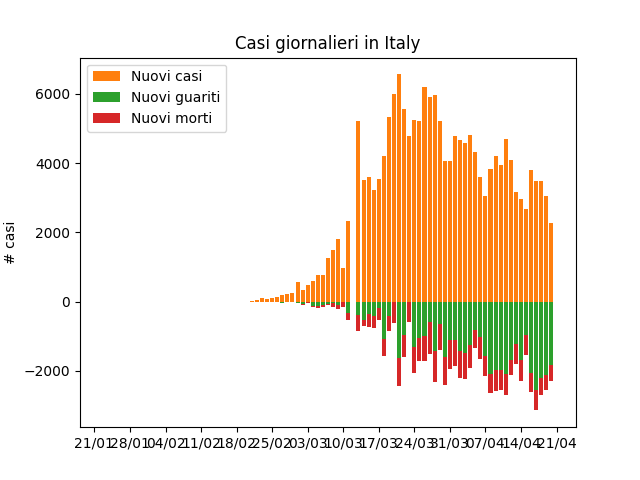 Casi giornalieri in Italy
Nuovi casi
Nuovi guariti
Nuovi morti
# casi
6000
4000
2000
0
−2000
21/01 28/01 04/02 11/02 18/02 25/02 03/03 10/03 17/03 24/03 31/03 07/04 14/04 21/04